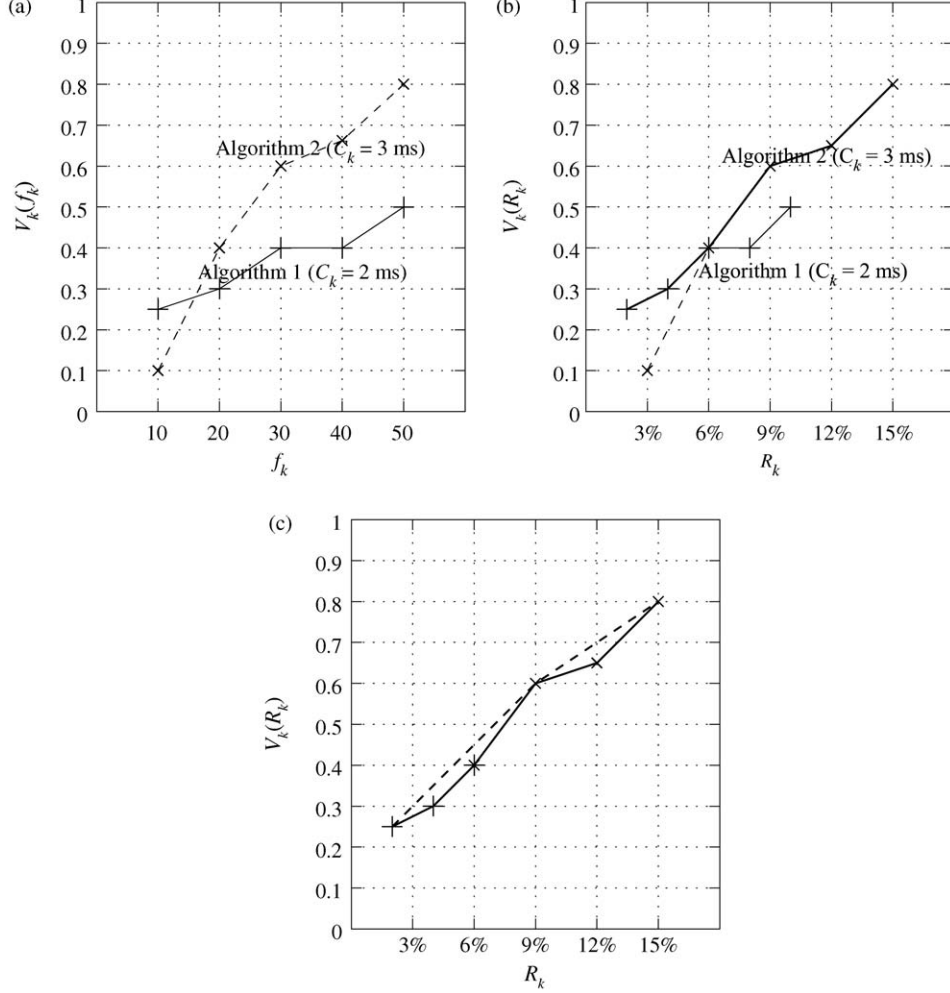 (a)
1
0.9
0.8
0.7
0.6
0.5
0.4
0.3
0.2
0.1
0
V_k(f_k)
Algorithm 2 (C_k = 3 ms)
Algorithm 1 (C_k = 2 ms)
10 20 30 40 50
f_k
(b)
1
0.9
0.8
0.7
0.6
0.5
0.4
0.3
0.2
0.1
0
V_k(R_k)
Algorithm 2 (C_k = 3 ms)
Algorithm 1 (C_k = 2 ms)
3% 6% 9% 12% 15%
R_k
(c)
1
0.9
0.8
0.7
0.6
0.5
0.4
0.3
0.2
0.1
0
V_k(R_k)
3% 6% 9% 12% 15%
R_k